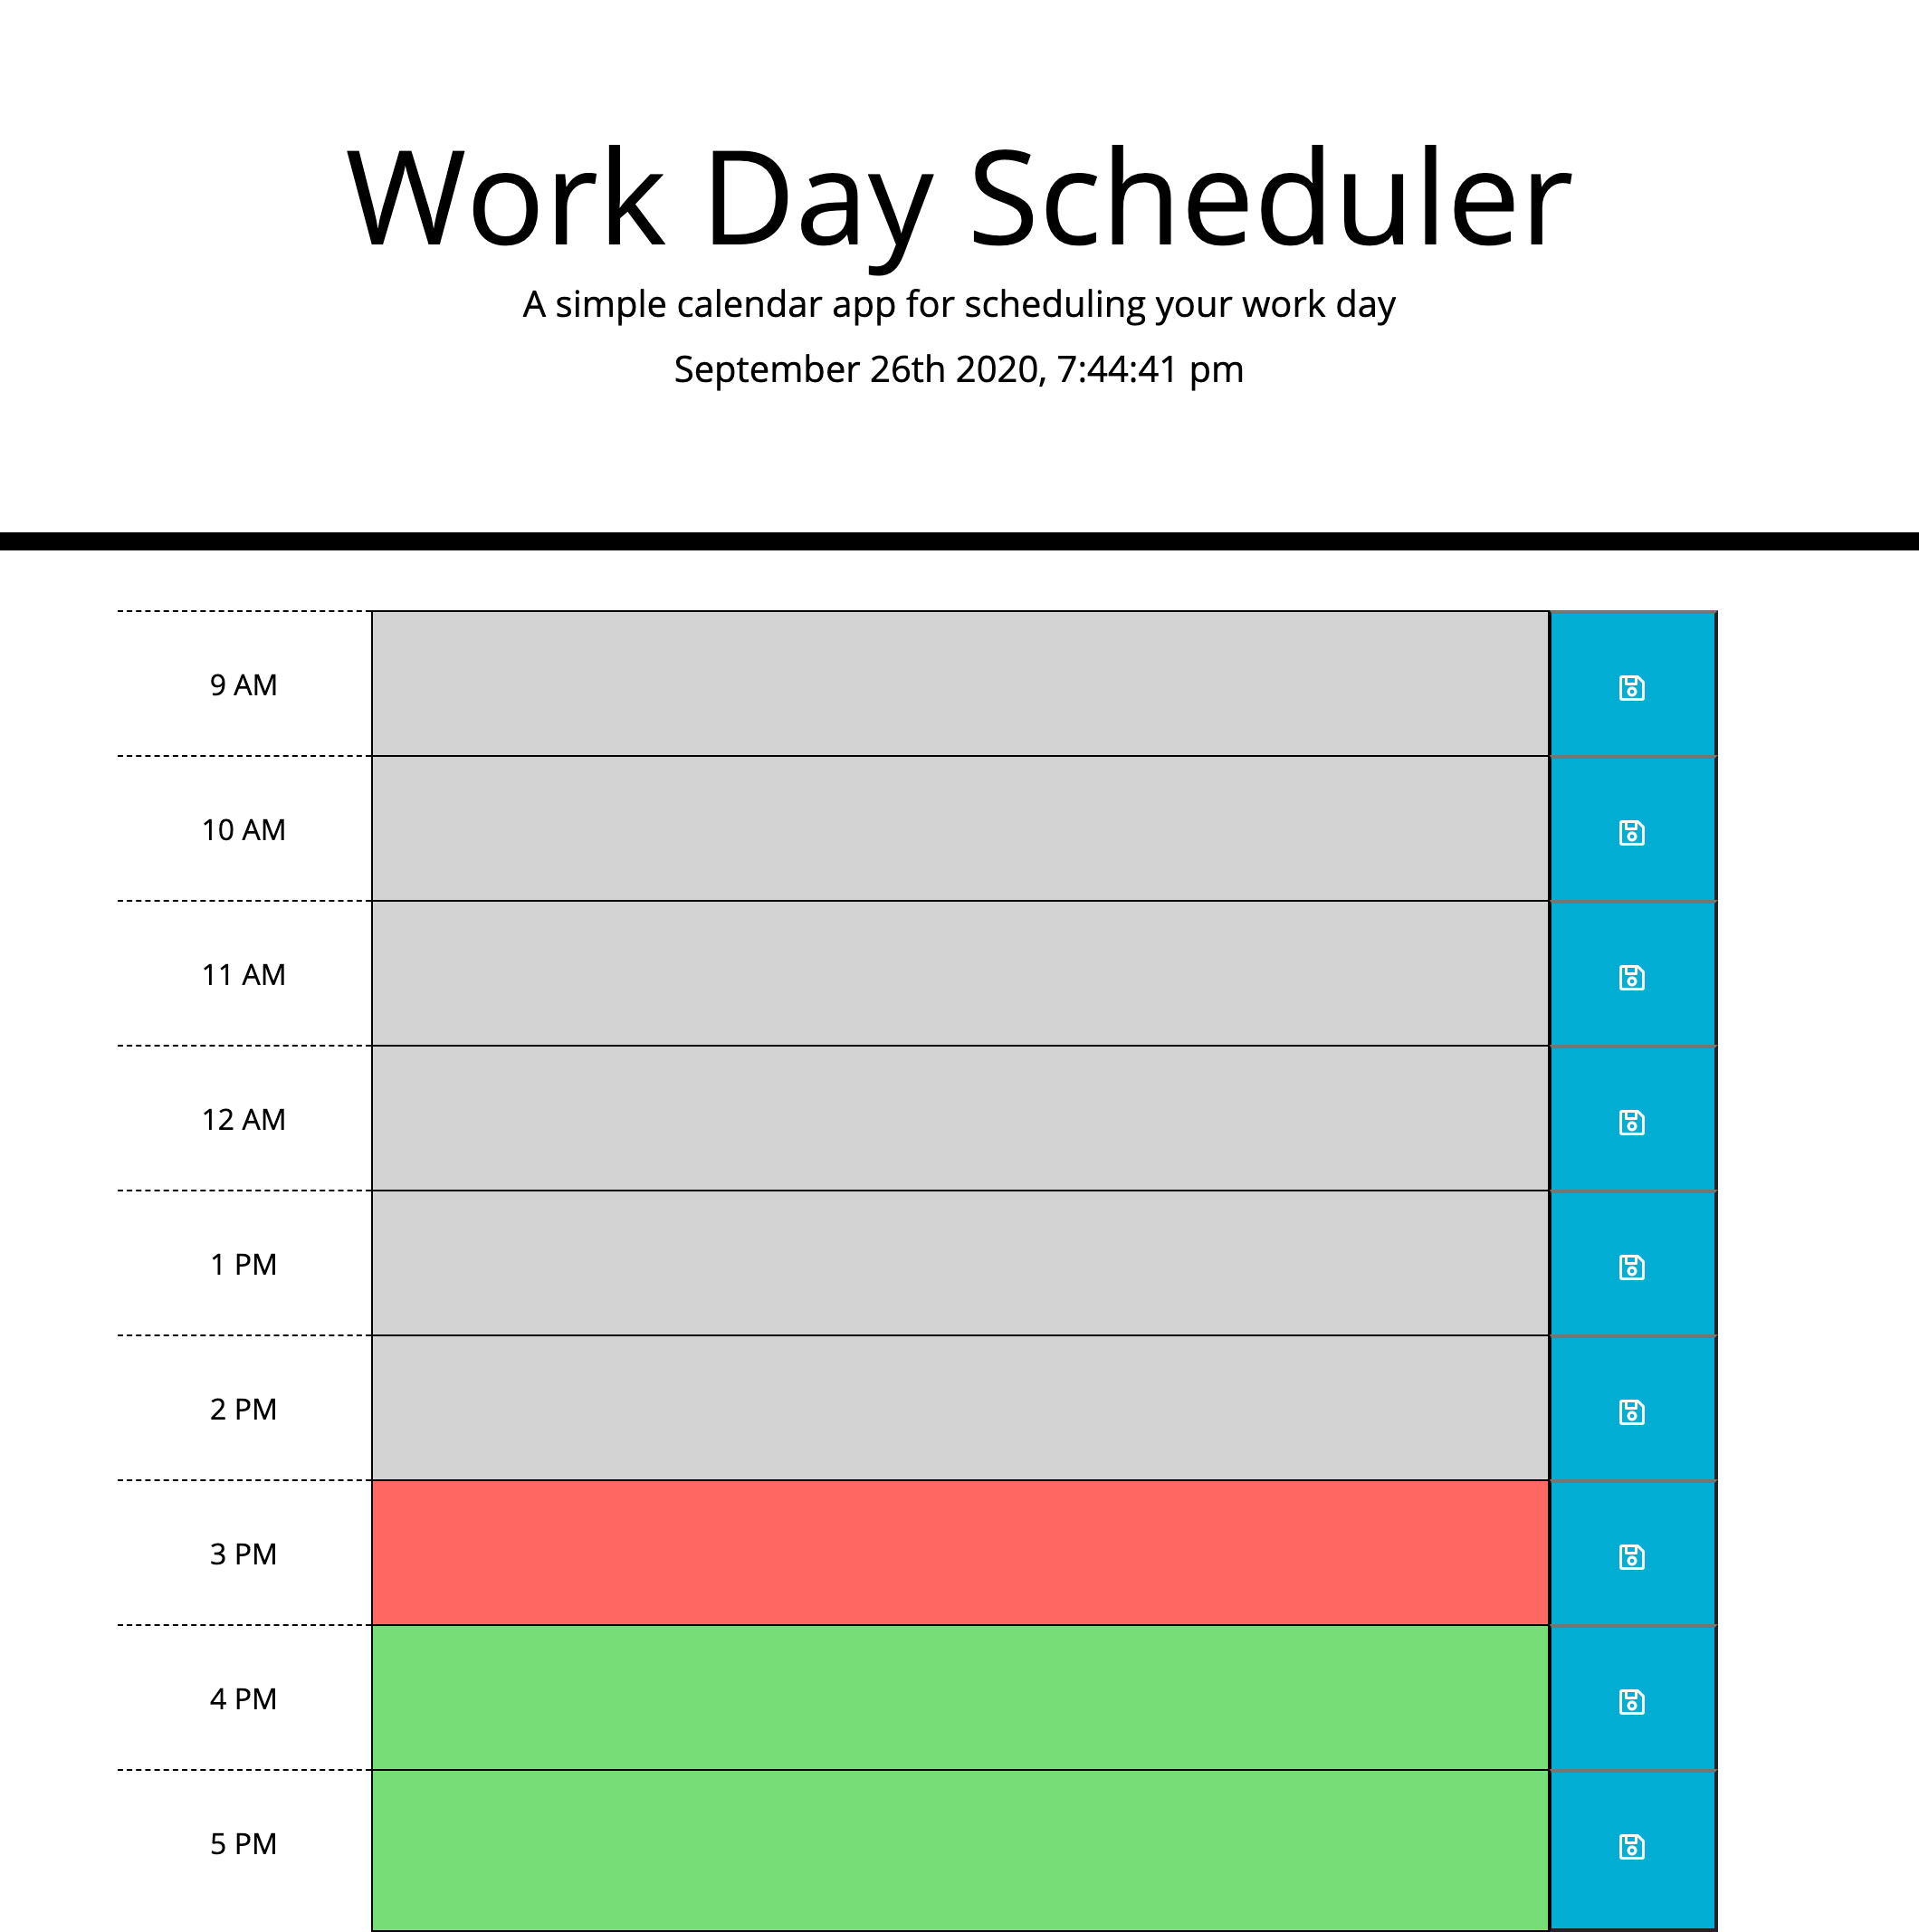 Work Day Scheduler
A simple calendar app for scheduling your work day
September 26th 2020, 7:44:41 pm
9 AM
10 AM
11 AM
12 AM
1 PM
2 PM
3 PM
4 PM
5 PM